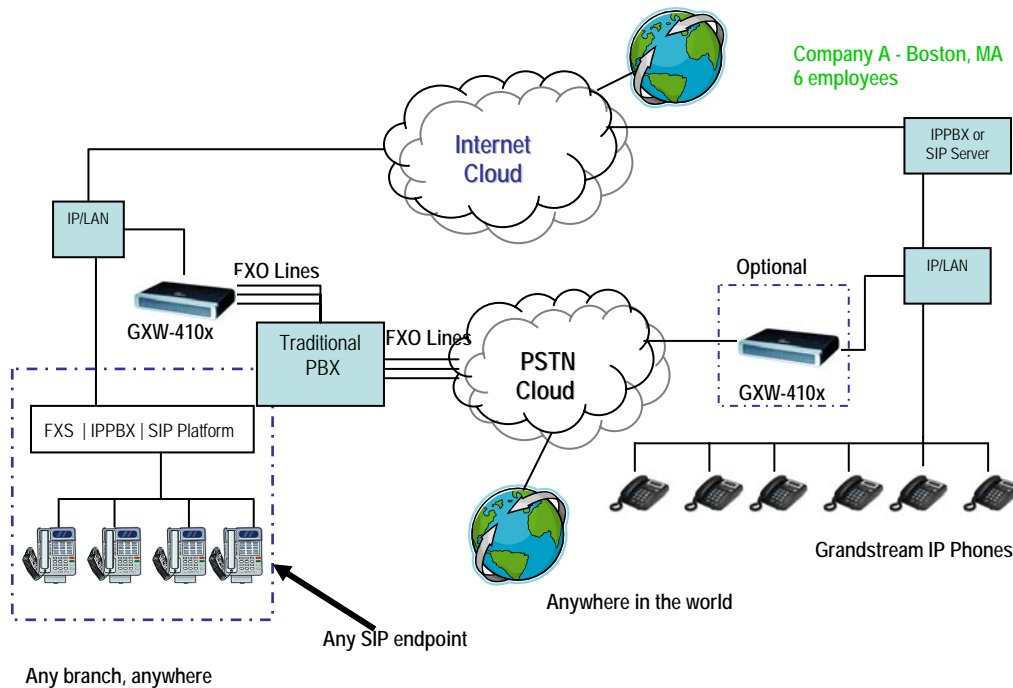 Company A - Boston, MA
6 employees
Internet
Cloud
IPPBX or
SIP Server
IP/LAN
FXO Lines
GXW-410x
Traditional
PBX
FXO Lines
PSTN
Cloud
Optional
GXW-410x
IP/LAN
FXS | IPPBX | SIP Platform
Grandstream IP Phones
Anywhere in the world
Any SIP endpoint
Any branch, anywhere